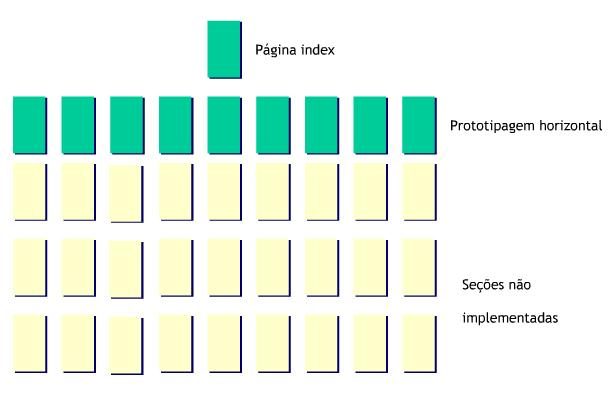 Página index
Prototipagem horizontal
Seções não
implementadas